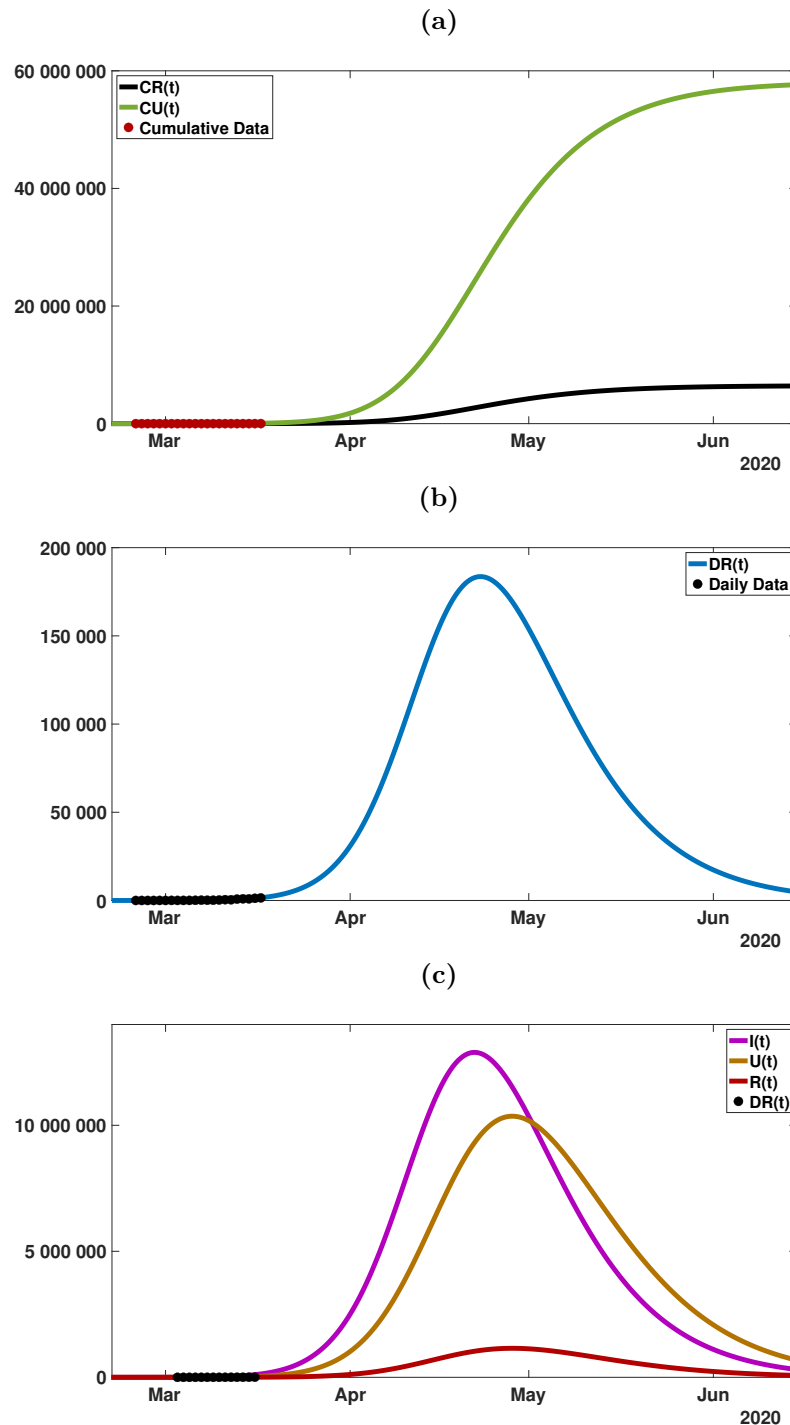 (a)
60 000 000
CR(t)
CU(t)
Cumulative Data
40 000 000
20 000 000
0
Mar Apr May Jun
2020
(b)
200 000
DR(t)
Daily Data
150 000
100 000
50 000
0
Mar Apr May Jun
2020
(c)
I(t)
U(t)
R(t)
DR(t)
10 000 000
5 000 000
0
Mar Apr May Jun
2020